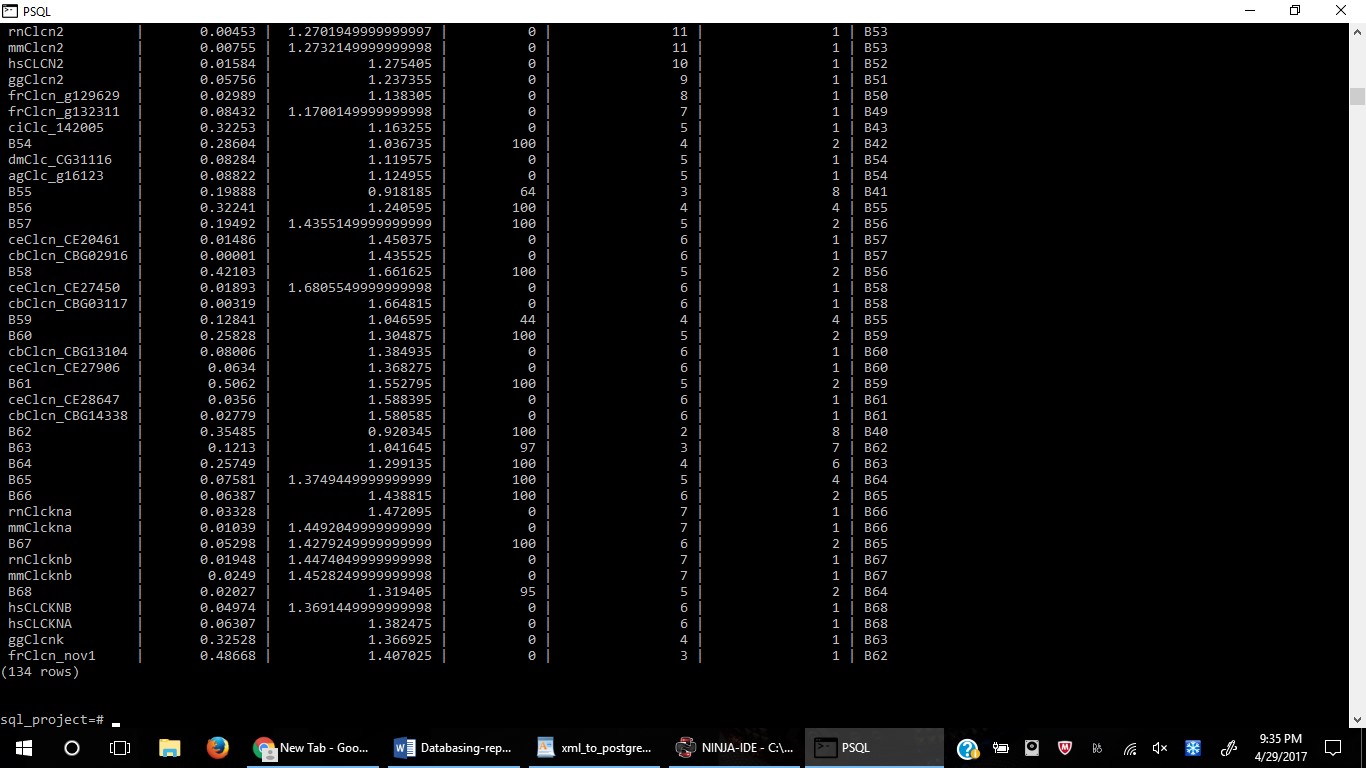 PSQL
rnClcn2 | 0.00453 | 1.2701949999999997 | 0 | 11 | 1 | B53
mmClcn2 | 0.00755 | 1.2732149999999998 | 0 | 11 | 1 | B53
hsCLCN2 | 0.01584 | 1.275405 | 0 | 10 | 1 | B52
ggClcn2 | 0.05756 | 1.237355 | 0 | 9 | 1 | B51
frClcn_g129629 | 0.02989 | 1.138305 | 0 | 8 | 1 | B50
frClcn_g132311 | 0.08432 | 1.1700149999999998 | 0 | 7 | 1 | B49
ciClc_142005 | 0.32253 | 1.163255 | 0 | 5 | 1 | B43
B54 | 0.28604 | 1.036735 | 100 | 4 | 2 | B42
dmClc_CG31116 | 0.08284 | 1.119575 | 0 | 5 | 1 | B54
agClc_g16123 | 0.08822 | 1.124955 | 0 | 5 | 1 | B54
B55 | 0.19888 | 0.918185 | 64 | 3 | 8 | B41
B56 | 0.32241 | 1.240595 | 100 | 4 | 4 | B55
B57 | 0.19492 | 1.4355149999999999 | 100 | 5 | 2 | B56
ceClcn_CE20461 | 0.01486 | 1.450375 | 0 | 6 | 1 | B57
cbClcn_CBG02916 | 0.00001 | 1.435525 | 0 | 6 | 1 | B57
B58 | 0.42103 | 1.661625 | 100 | 5 | 2 | B56
ceClcn_CE27450 | 0.01893 | 1.6805549999999998 | 0 | 6 | 1 | B58
cbClcn_CBG03117 | 0.00319 | 1.664815 | 0 | 6 | 1 | B58
B59 | 0.12841 | 1.046595 | 44 | 4 | 4 | B55
B60 | 0.25828 | 1.304875 | 100 | 5 | 2 | B59
cbClcn_CBG13104 | 0.08006 | 1.384935 | 0 | 6 | 1 | B60
ceClcn_CE27906 | 0.0634 | 1.368275 | 0 | 6 | 1 | B60
B61 | 0.5062 | 1.552795 | 100 | 5 | 2 | B59
ceClcn_CE28647 | 0.0356 | 1.588395 | 0 | 6 | 1 | B61
cbClcn_CBG14338 | 0.02779 | 1.580585 | 0 | 6 | 1 | B61
B62 | 0.35485 | 0.920345 | 100 | 2 | 8 | B40
B63 | 0.1213 | 1.041645 | 97 | 3 | 7 | B62
B64 | 0.25749 | 1.299135 | 100 | 4 | 6 | B63
B65 | 0.07581 | 1.3749449999999999 | 100 | 5 | 4 | B64
B66 | 0.06387 | 1.438815 | 100 | 6 | 2 | B65
rnClckna | 0.03328 | 1.472095 | 0 | 7 | 1 | B66
mmClckna | 0.01039 | 1.4492049999999999 | 0 | 7 | 1 | B66
B67 | 0.05298 | 1.4279249999999999 | 100 | 6 | 2 | B65
rnClcknb | 0.01948 | 1.4474049999999998 | 0 | 7 | 1 | B67
mmClcknb | 0.0249 | 1.4528249999999998 | 0 | 7 | 1 | B67
B68 | 0.02027 | 1.319405 | 95 | 5 | 2 | B64
hsCLCKNB | 0.04974 | 1.3691449999999998 | 0 | 6 | 1 | B68
hsCLCKNA | 0.06307 | 1.382475 | 0 | 6 | 1 | B68
ggClcnk | 0.32528 | 1.366925 | 0 | 4 | 1 | B63
frClcn_nov1 | 0.48668 | 1.407025 | 0 | 3 | 1 | B62
(134 rows)
sql_project=#
New Tab - Goo... Databasing-rep... xml_to_postgre... NINJA-IDE - C:\... PSQL 9:35 PM
4/29/2017